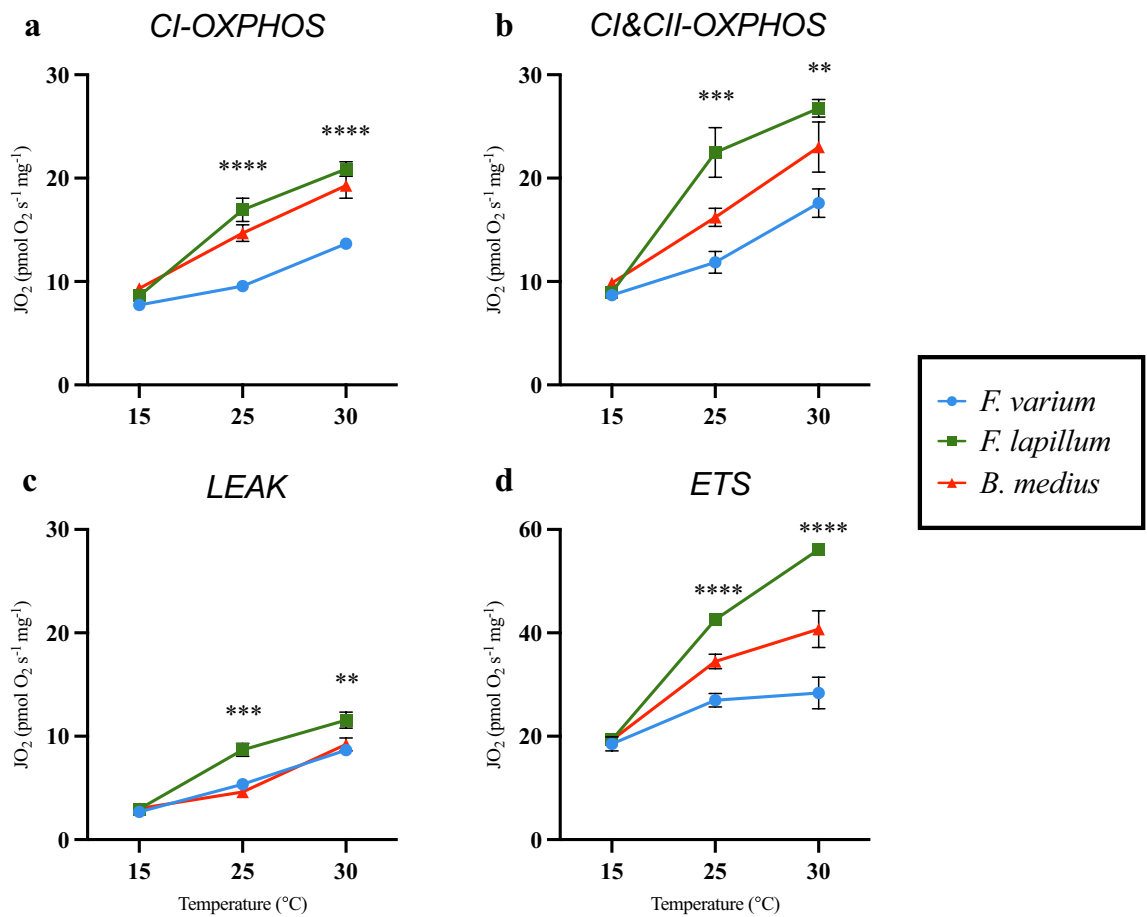 a CI-OXPHOS
30
20
10
0
JO₂ (pmol O₂ s⁻¹ mg⁻¹)
****
****
15 25 30
b CI&CII-OXPHOS
30
20
10
0
JO₂ (pmol O₂ s⁻¹ mg⁻¹)
***
**
15 25 30
c LEAK
30
20
10
0
JO₂ (pmol O₂ s⁻¹ mg⁻¹)
***
**
15 25 30
Temperature (°C)
d ETS
60
40
20
0
JO₂ (pmol O₂ s⁻¹ mg⁻¹)
****
****
15 25 30
Temperature (°C)
F. varium
F. lapillum
B. medius